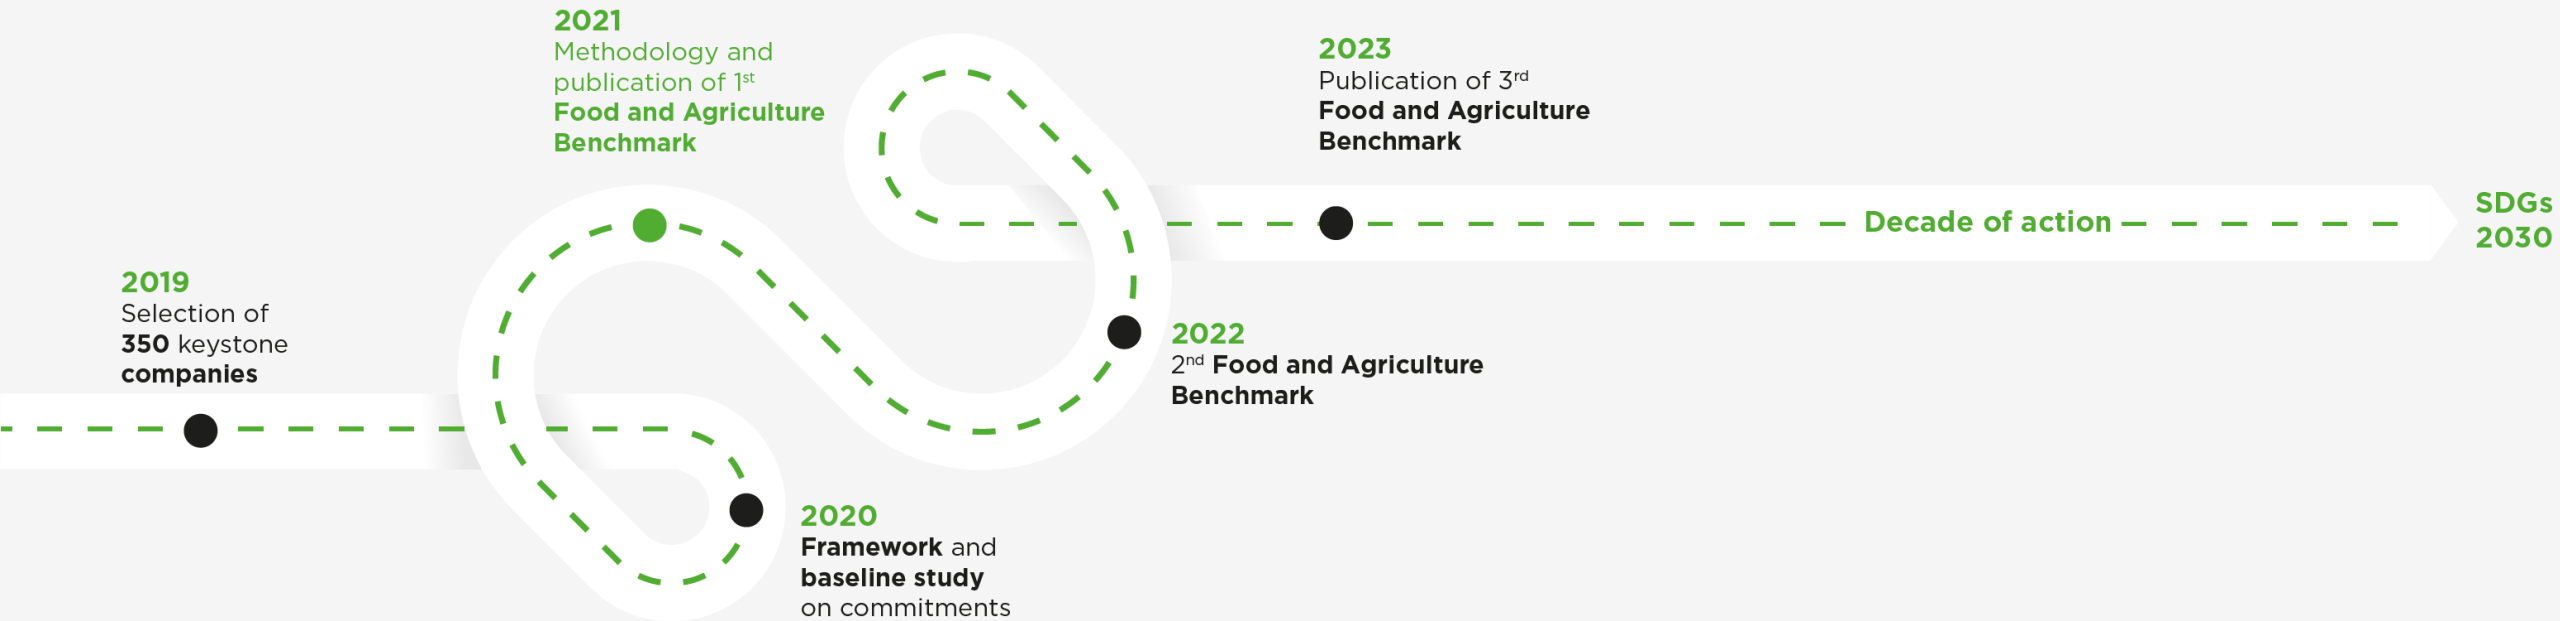 2019
Selection of
350 keystone
companies
2020
Framework and
baseline study
on commitments
2021
Methodology and
publication of 1st
Food and Agriculture
Benchmark
2022
2nd Food and Agriculture
Benchmark
2023
Publication of 3rd
Food and Agriculture
Benchmark
Decade of action
SDGs
2030